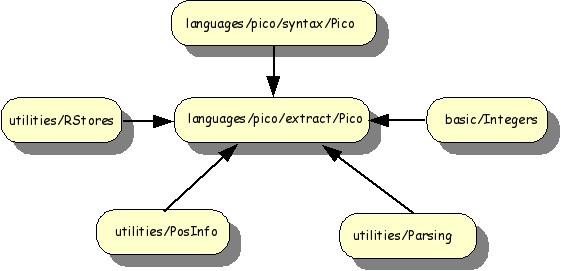 languages/pico/syntax/Pico
utilities/RStores
languages/pico/extract/Pico
basic/Integers
utilities/PosInfo
utilities/Parsing